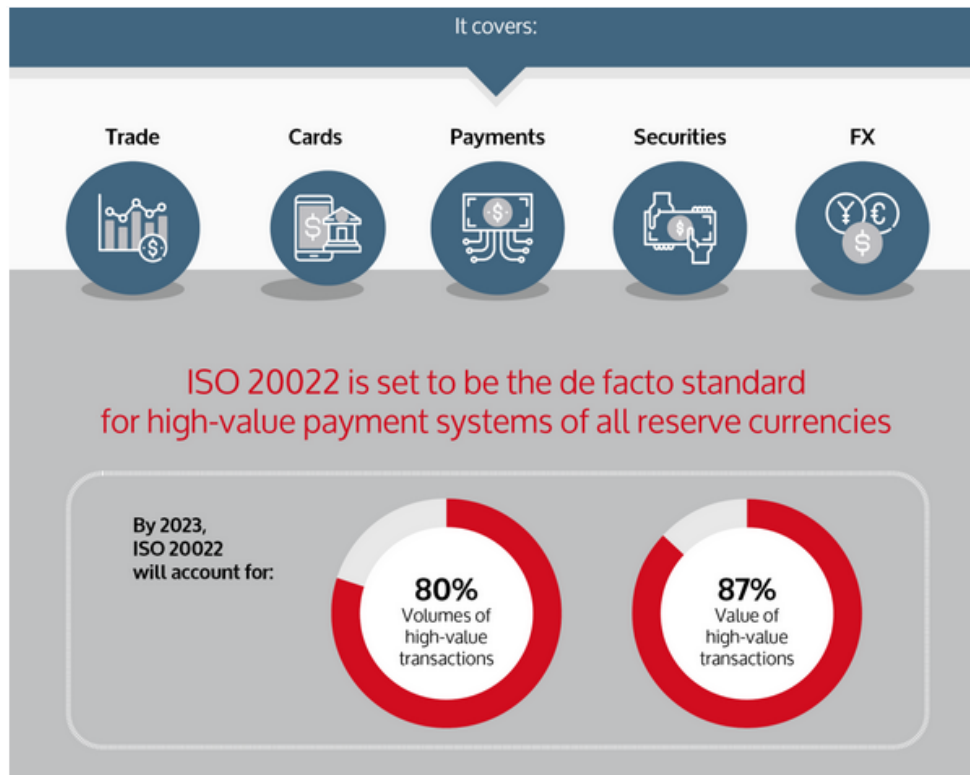 It covers:
Trade
Cards
Payments
Securities
FX
ISO 20022 is set to be the de facto standard
for high-value payment systems of all reserve currencies
By 2023,
ISO 20022
will account for:
80%
Volumes of
high-value
transactions
87%
Value of
high-value
transactions